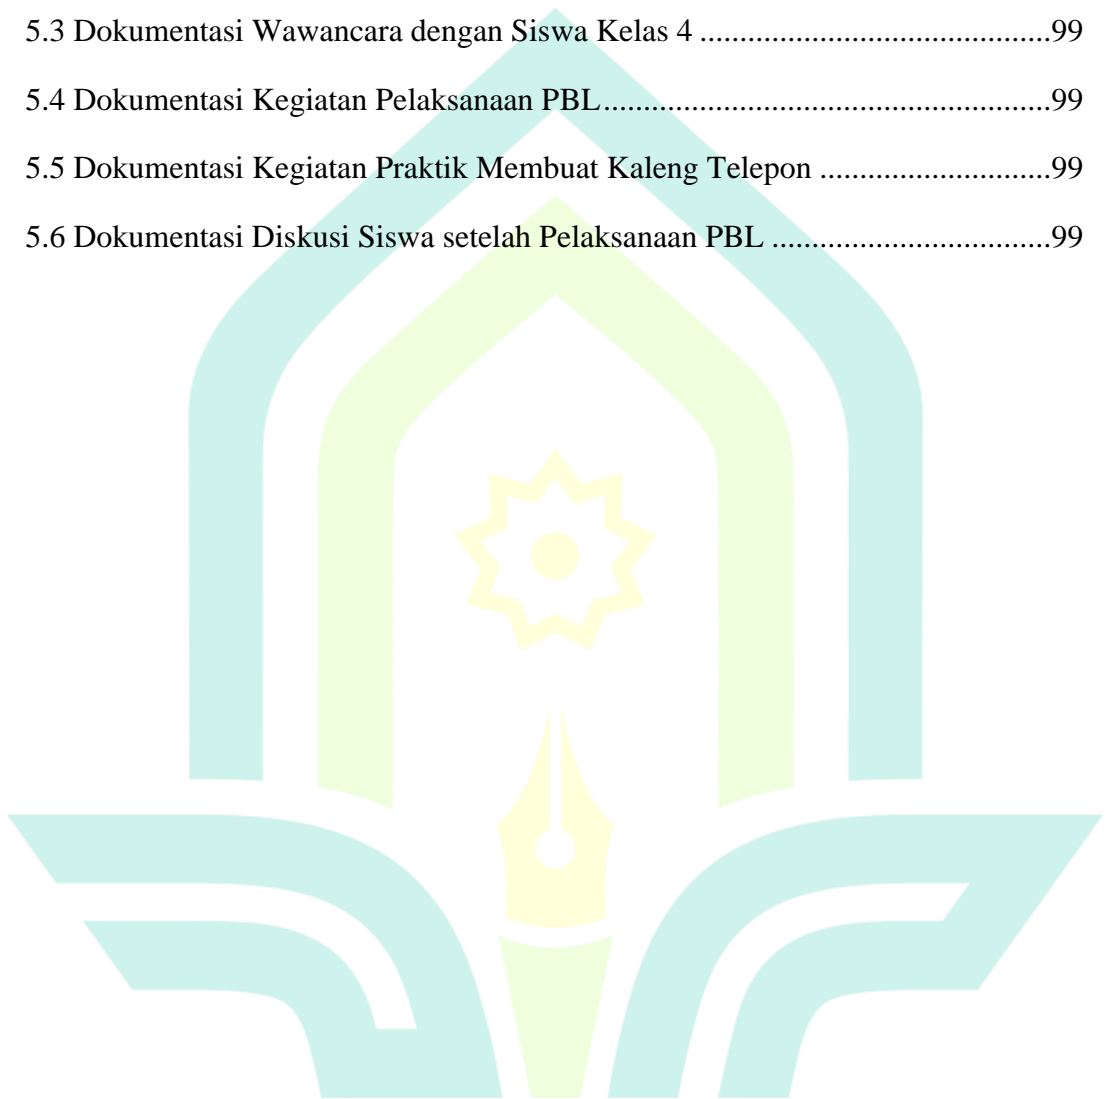 5.3 Dokumentasi Wawancara dengan Siswa Kelas 4 ..........................................99
5.4 Dokumentasi Kegiatan Pelaksanaan PBL.....................................................99
5.5 Dokumentasi Kegiatan Praktik Membuat Kaleng Telepon ............................99
5.6 Dokumentasi Diskusi Siswa setelah Pelaksanaan PBL .................................99